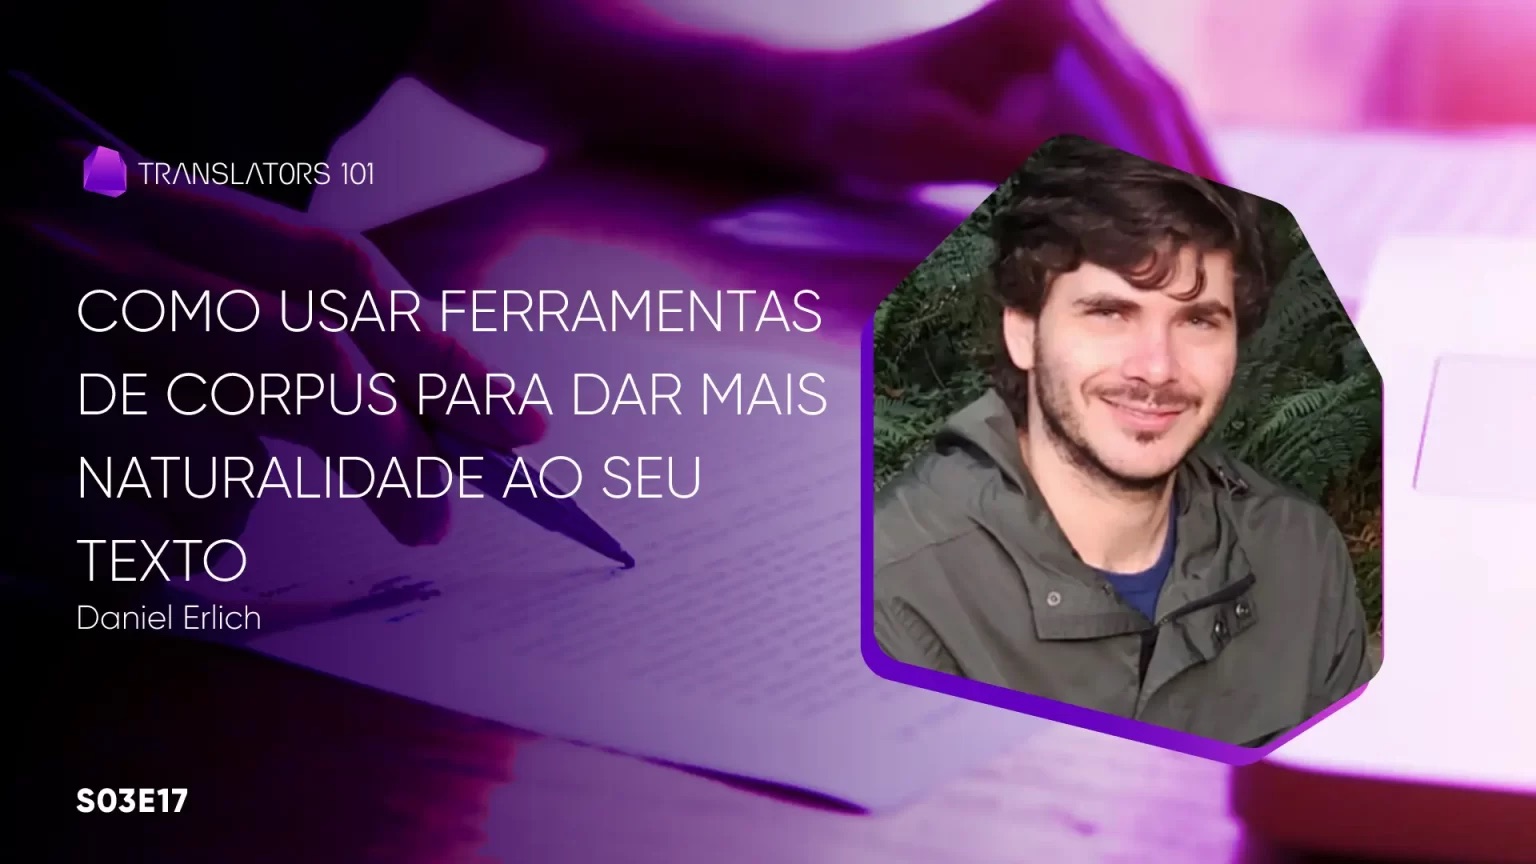 TRANSLATORS 101
COMO USAR FERRAMENTAS
DE CORPUS PARA DAR MAIS
NATURALIDADE AO SEU
TEXTO
Daniel Erlich
S03E17